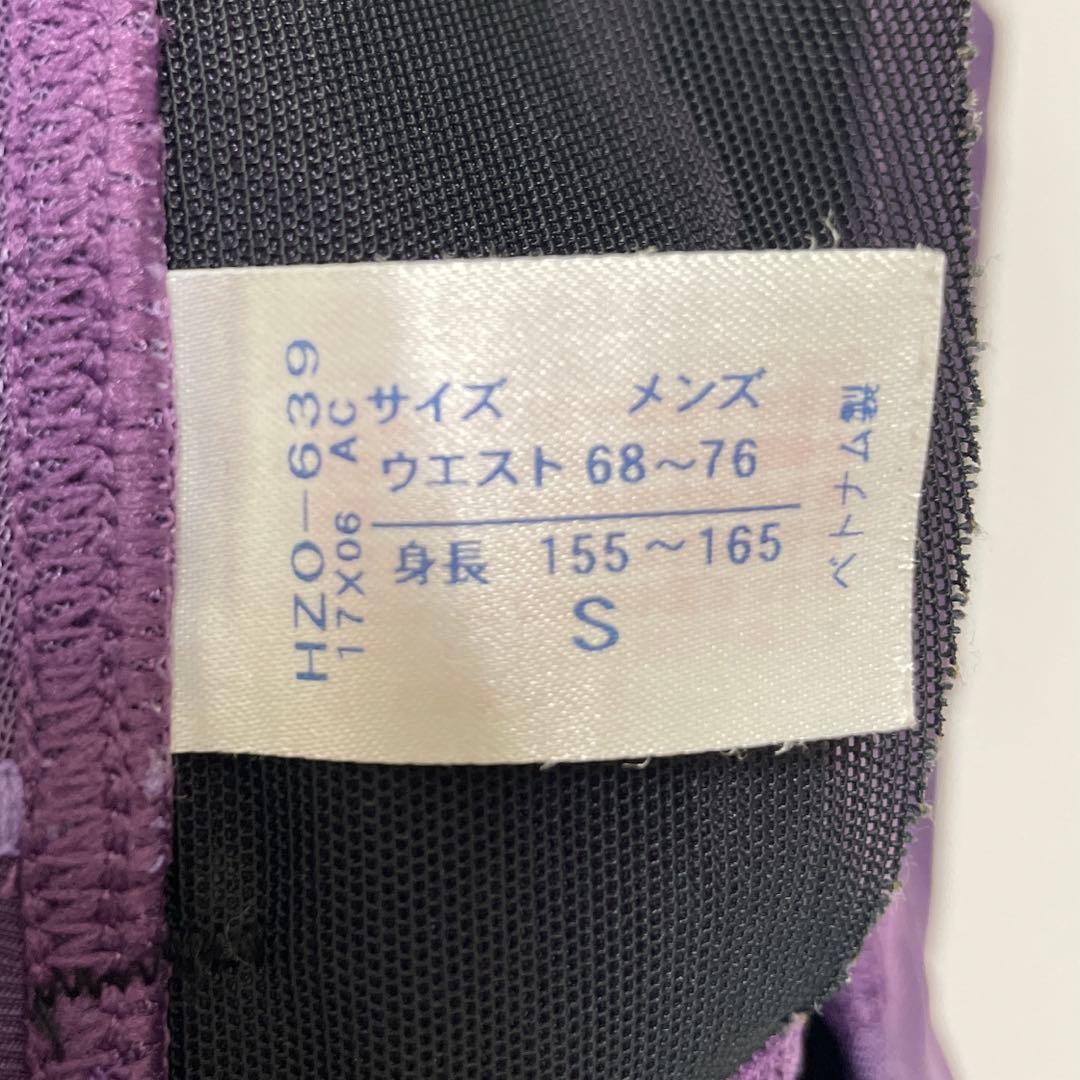 HZO-639
17X06 AC
サイズ メンズ
ウエスト 68～76
身長 155～165
S
ベトナム製